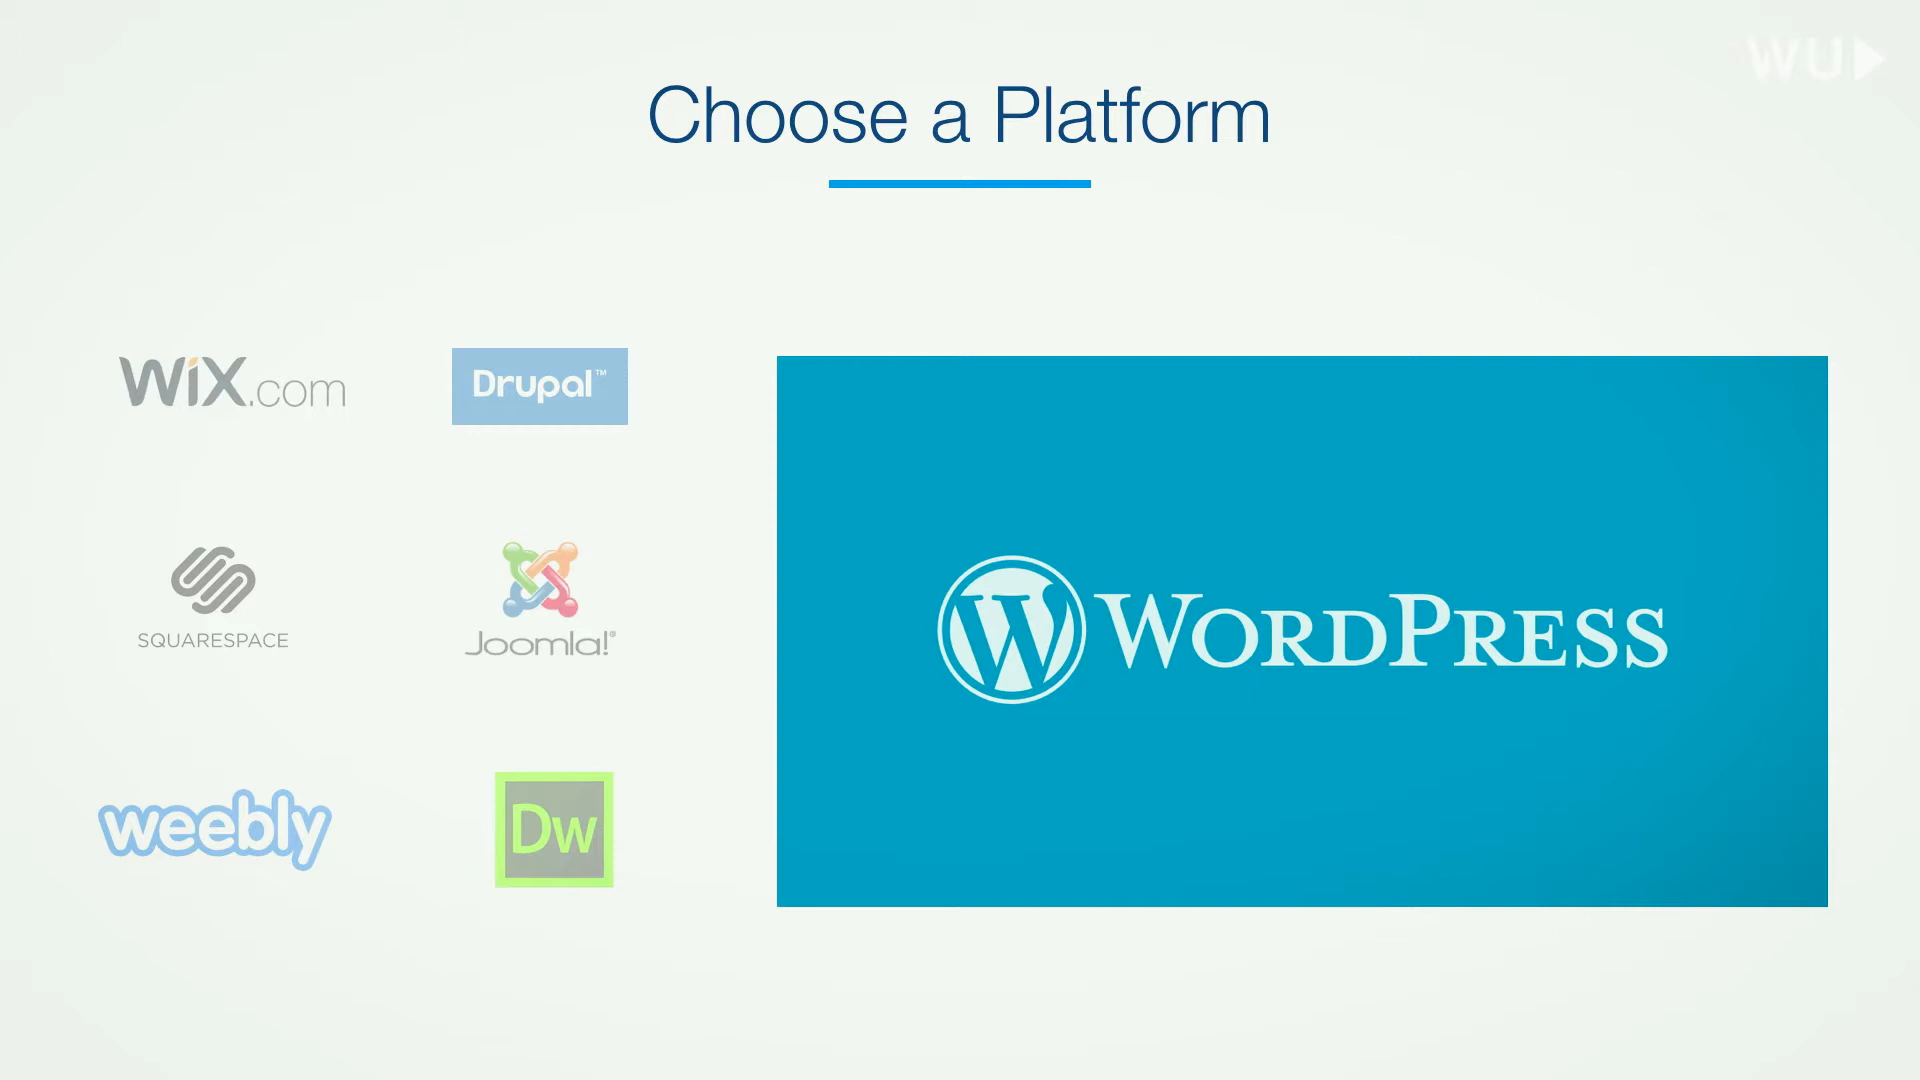 WU
Choose a Platform
WiX.com
Drupal™
SQUARESPACE
Joomla!®
weebly
Dw
W WORDPRESS